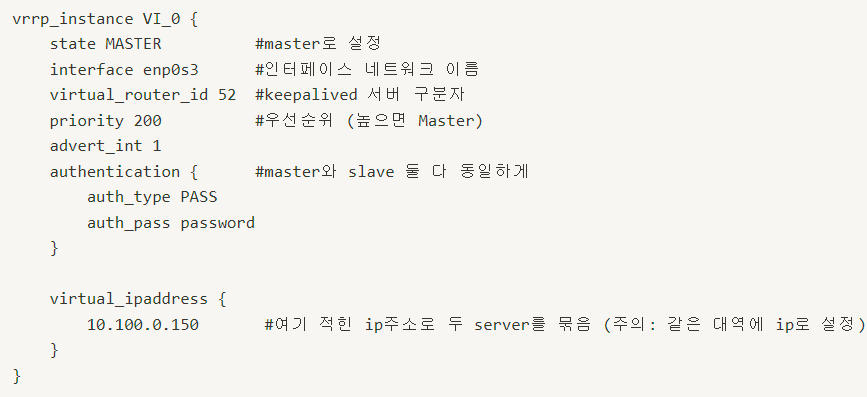 vrrp_instance VI_0 {
    state MASTER          #master로 설정
    interface enp0s3      #인터페이스 네트워크 이름
    virtual_router_id 52  #keepalived 서버 구분자
    priority 200          #우선순위 (높으면 Master)
    advert_int 1
    authentication {      #master와 slave 둘 다 동일하게
        auth_type PASS
        auth_pass password
    }

    virtual_ipaddress {
        10.100.0.150       #여기 적힌 ip주소로 두 server를 묶음 (주의: 같은 대역에 ip로 설정)
    }
}